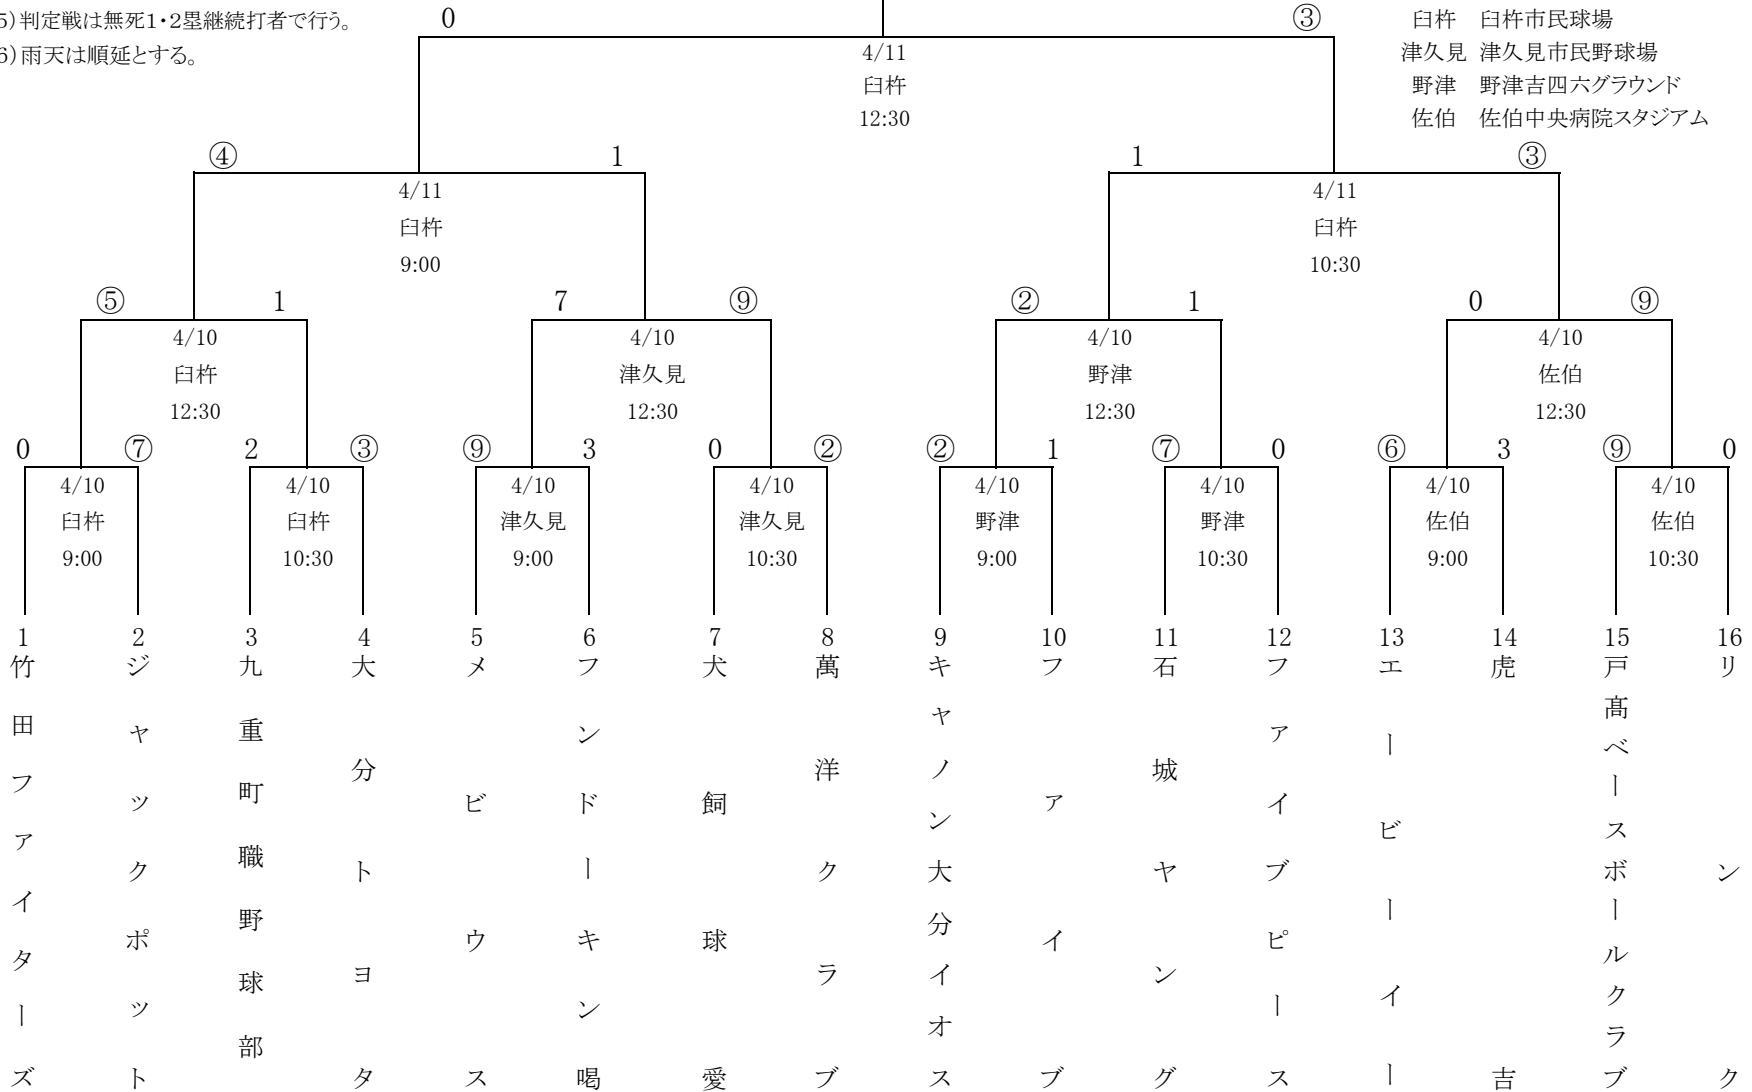 5)判定戦は無死1・2塁継続打者で行う。
6)雨天は順延とする。
臼杵 臼杵市民球場
津久見 津久見市民野球場
野津 野津吉四六グラウンド
佐伯 佐伯中央病院スタジアム
0 ③
4/11
臼杵
12:30
④ 1 1 ③
4/11 4/11
臼杵 臼杵
9:00 10:30
⑤ 1 7 ⑨ ② 1 0 ⑨
4/10 4/10 4/10 4/10
臼杵 津久見 野津 佐伯
12:30 12:30 12:30 12:30
0 ⑦ 2 ③ ⑨ 3 0 ② ② 1 ⑦ 0 ⑥ 3 ⑨ 0
4/10 4/10 4/10 4/10 4/10 4/10 4/10 4/10
臼杵 臼杵 津久見 津久見 野津 野津 佐伯 佐伯
9:00 10:30 9:00 10:30 9:00 10:30 9:00 10:30
1 2 3 4 5 6 7 8 9 10 11 12 13 14 15 16
竹田ファイターズ
ジャックポット
九重町職野球部
大分トヨタ
メビウス
フンドーキン喝
犬飼球愛
萬洋クラブ
キャノン大分イオス
ファイブ
石城ヤング
ファイブピース
エービーイー
虎吉
戸髙ベースボールクラブ
リンク